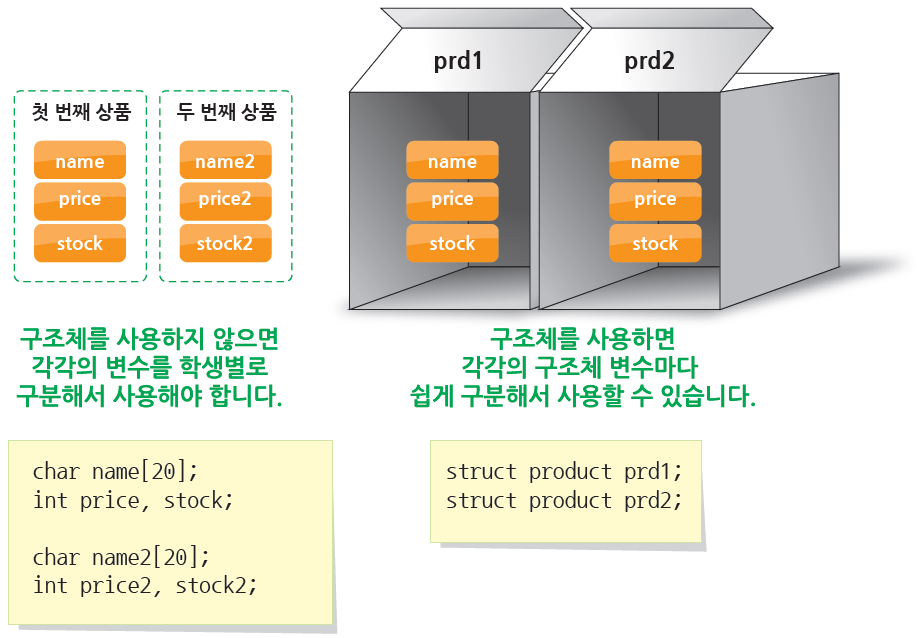 첫 번째 상품
name
price
stock
두 번째 상품
name2
price2
stock2
prd1
name
price
stock
prd2
name
price
stock
구조체를 사용하지 않으면
각각의 변수를 학생별로
구분해서 사용해야 합니다.
구조체를 사용하면
각각의 구조체 변수마다
쉽게 구분해서 사용할 수 있습니다.
char name[20];
int price, stock;
char name2[20];
int price2, stock2;
struct product prd1;
struct product prd2;